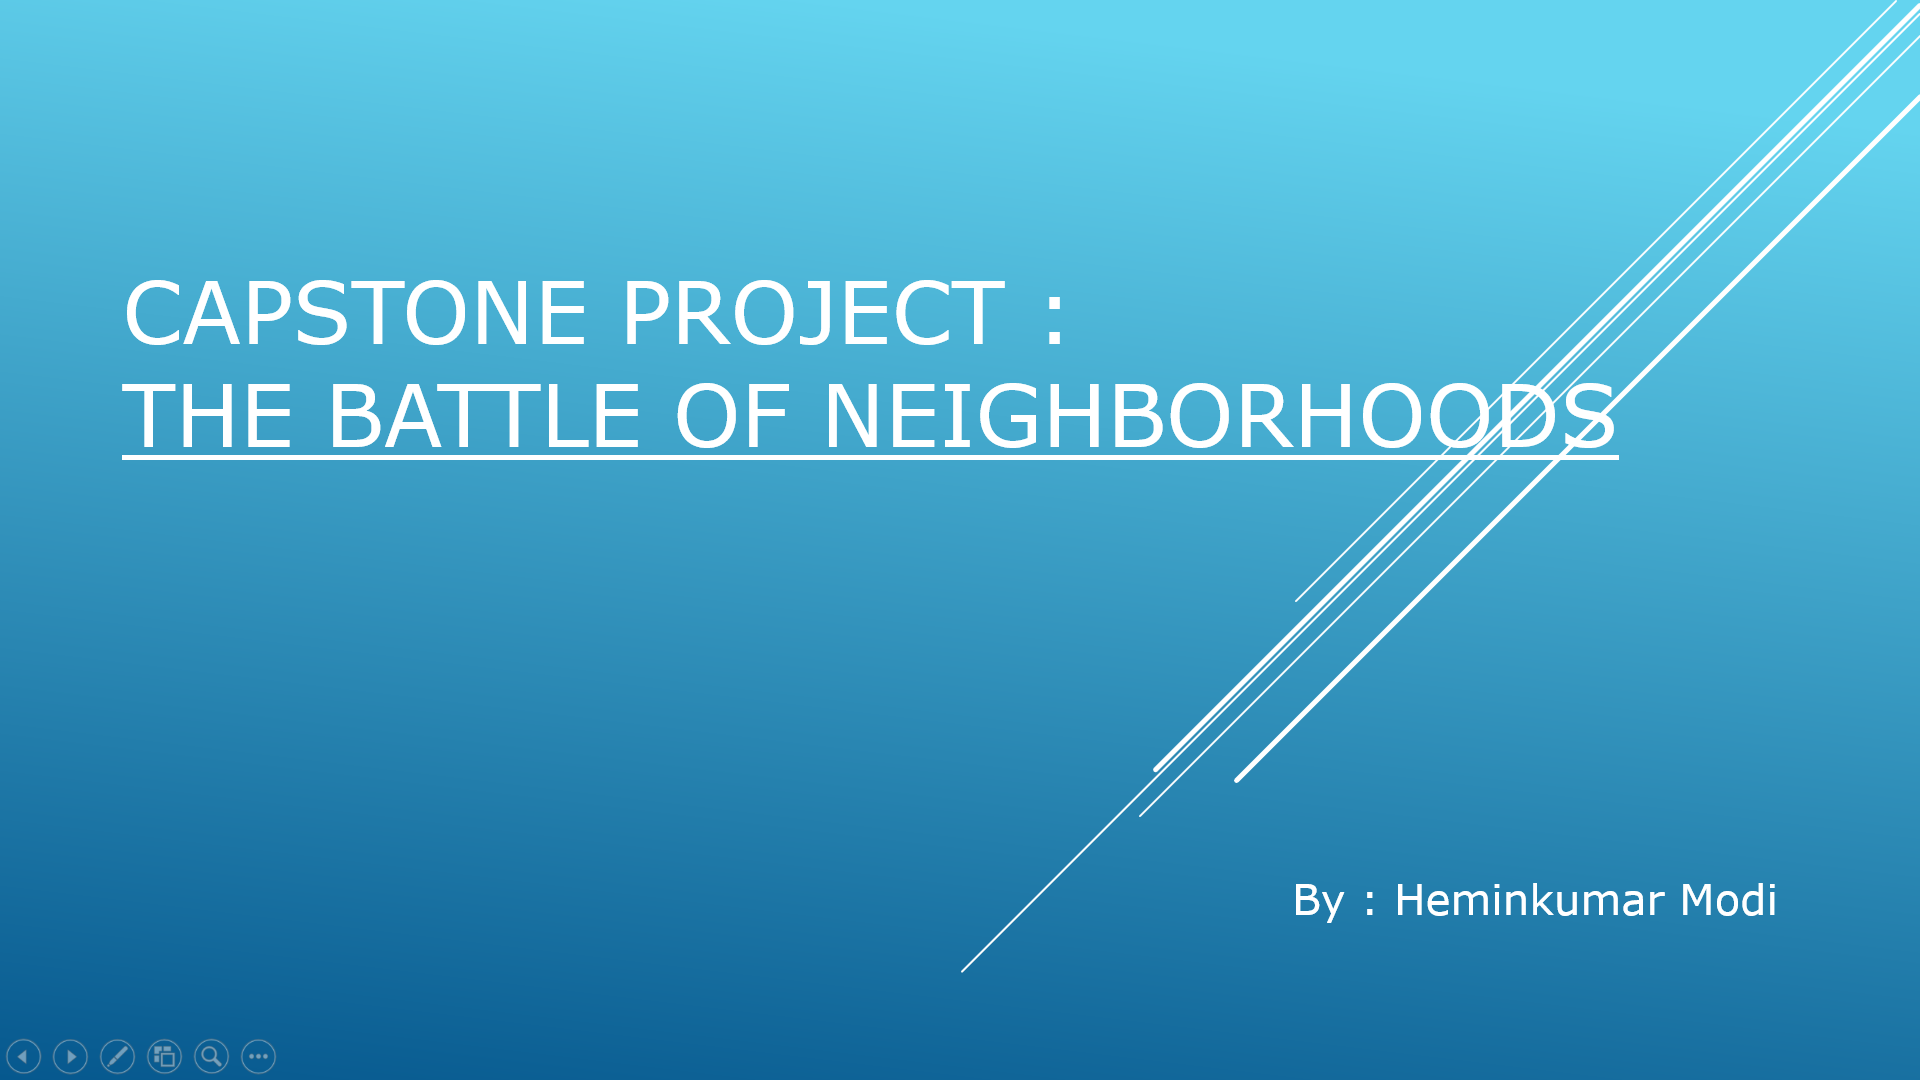 CAPSTONE PROJECT :
THE BATTLE OF NEIGHBORHOODS
By : Heminkumar Modi